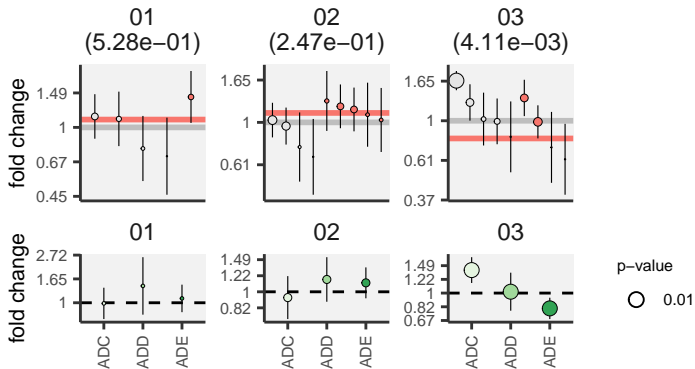 01 02 03
(5.28e−01) (2.47e−01) (4.11e−03)
fold change
1.49
1
0.67
0.45
1.65
1
0.61
1.65
1
0.61
0.37
01 02 03
fold change
2.72
1.65
1
1.49
1.22
1
0.82
1.49
1.22
1
0.82
0.67
ADC ADD ADE
ADC ADD ADE
ADC ADD ADE
p−value
0.01